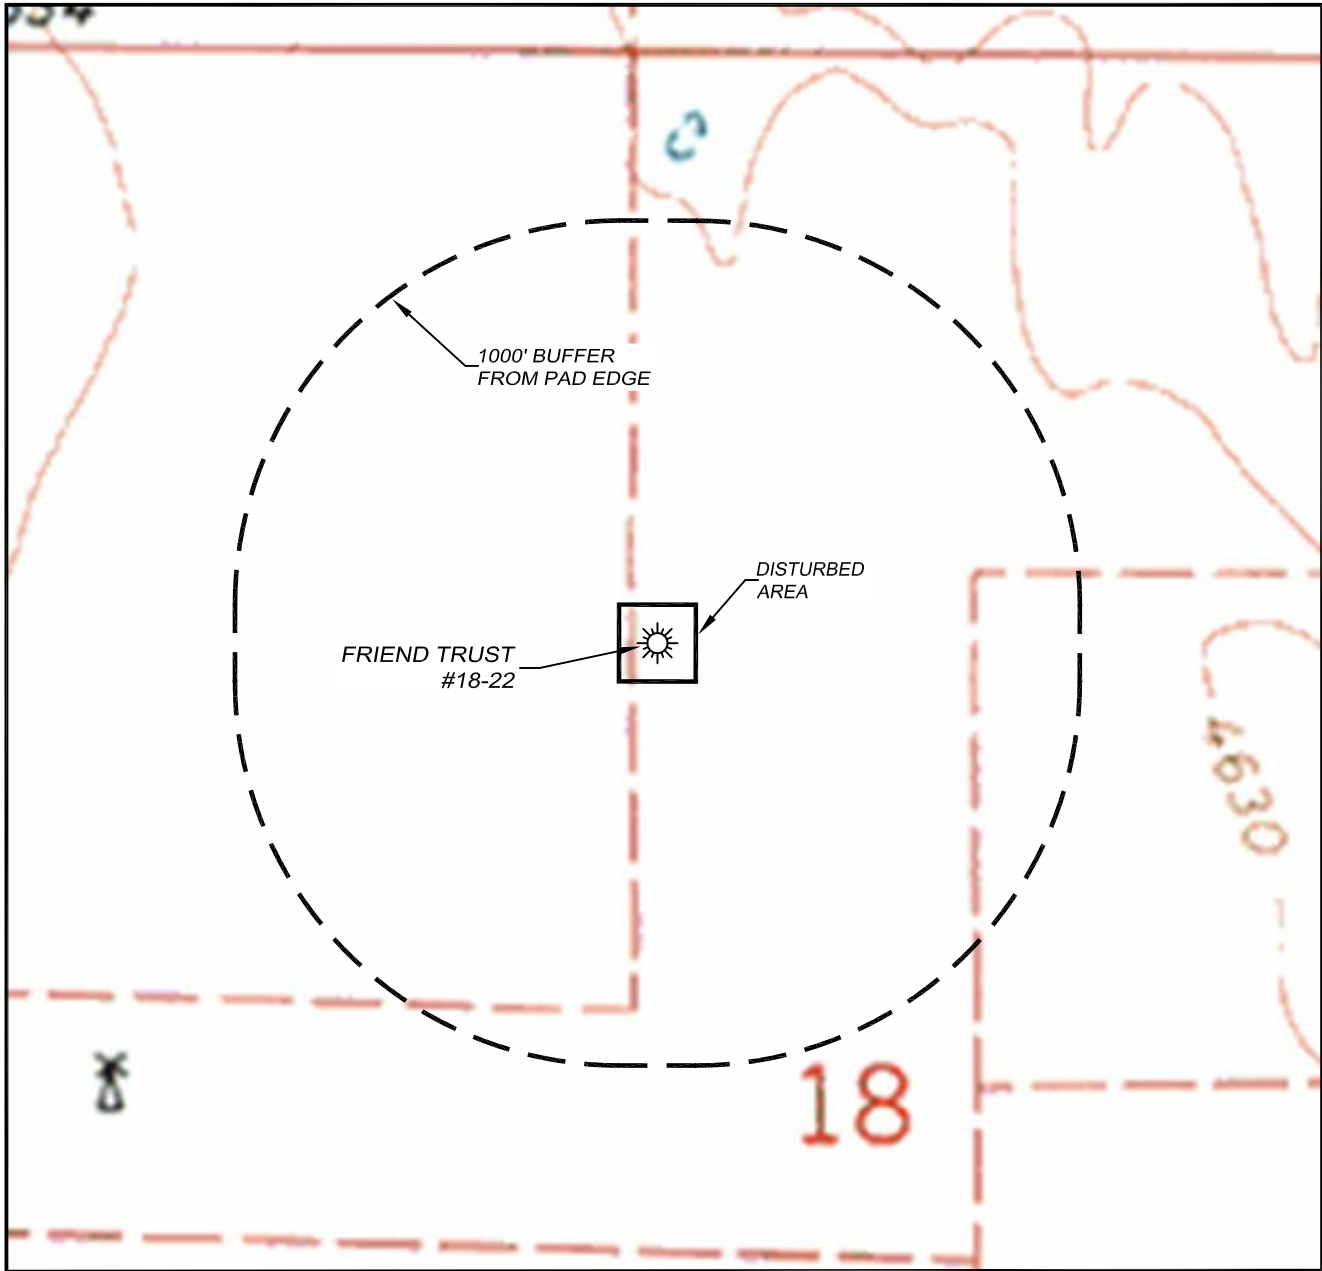 1000' BUFFER
FROM PAD EDGE
DISTURBED
AREA
FRIEND TRUST
#18-22
4630
18